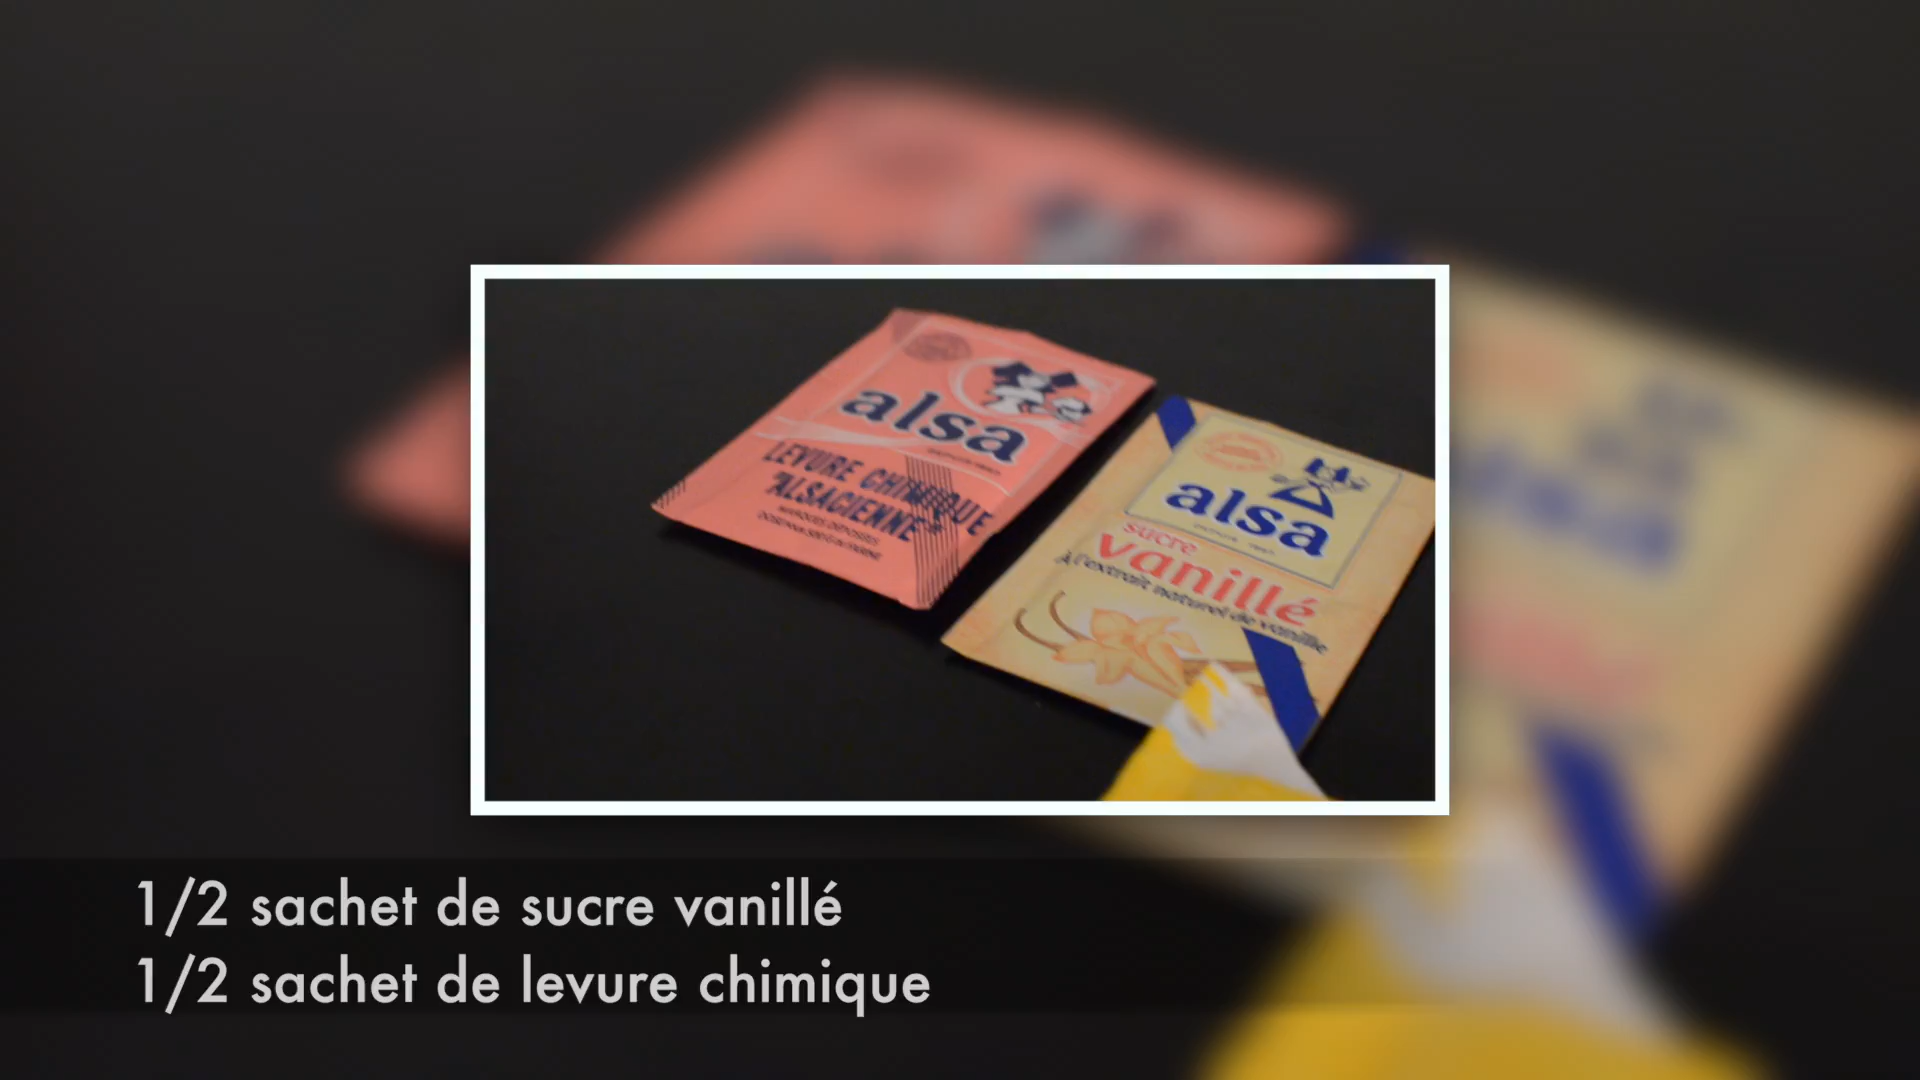 alsa
LEVURE CHIMIQUE
"ALSACIENNE"
alsa
sucre
vanillé
À l'extrait naturel de vanille
1/2 sachet de sucre vanillé
1/2 sachet de levure chimique